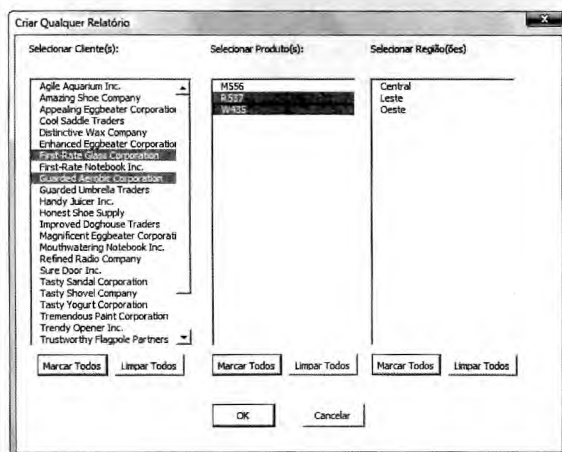 Criar Qualquer Relatório
x
Selecionar Cliente(s):
Agile Aquarium Inc.
Amazing Shoe Company
Appealing Eggbeater Corporation
Cool Saddle Traders
Distinctive Wax Company
Enhanced Eggbeater Corporation
First-Rate Glass Corporation
First-Rate Notebook Inc.
Guarded Aerobic Corporation
Guarded Umbrella Traders
Handy Juicer Inc.
Honest Shoe Supply
Improved Doghouse Traders
Magnificent Eggbeater Corporati
Mouthwatering Notebook Inc.
Refined Radio Company
Sure Door Inc.
Tasty Sandal Corporation
Tasty Shovel Company
Tasty Yogurt Corporation
Tremendous Paint Corporation
Trendy Opener Inc.
Trustworthy Flagpole Partners
Marcar Todos
Limpar Todos
Selecionar Produto(s):
M556
R537
W435
Marcar Todos
Limpar Todos
Selecionar Região(ões)
Central
Leste
Oeste
Marcar Todos
Limpar Todos
OK
Cancelar